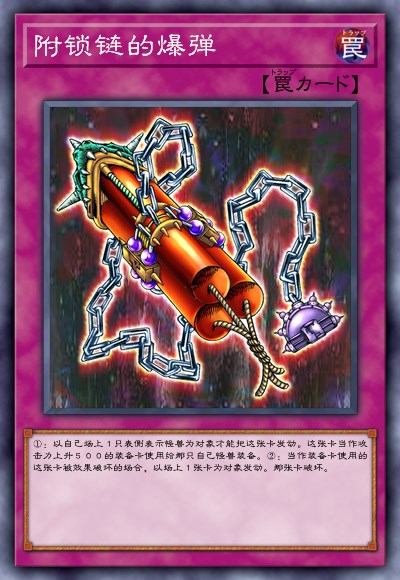 附锁链的爆弹
トラップ
罠
トラップ
【罠カード】
①：以自己场上１只表侧表示怪兽为对象才能把这张卡发动。这张卡当作攻
击力上升５００的装备卡使用给那只自己怪兽装备。②：当作装备卡使用的
这张卡被效果破坏的场合，以场上１张卡为对象发动。那张卡破坏。